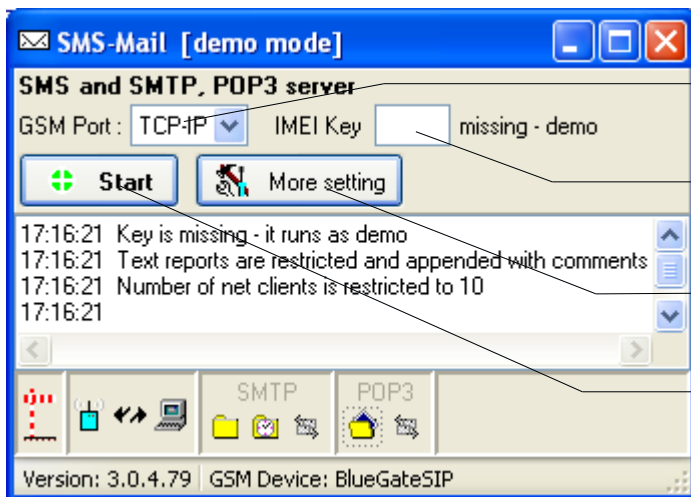 SMS-Mail [demo mode]
SMS and SMTP, POP3 server
GSM Port : TCP-IP IMEI Key missing - demo
Start More setting
17:16:21 Key is missing - it runs as demo
17:16:21 Text reports are restricted and appended with comments
17:16:21 Number of net clients is restricted to 10
17:16:21
SMTP POP3
Version: 3.0.4.79 GSM Device: BlueGateSIP